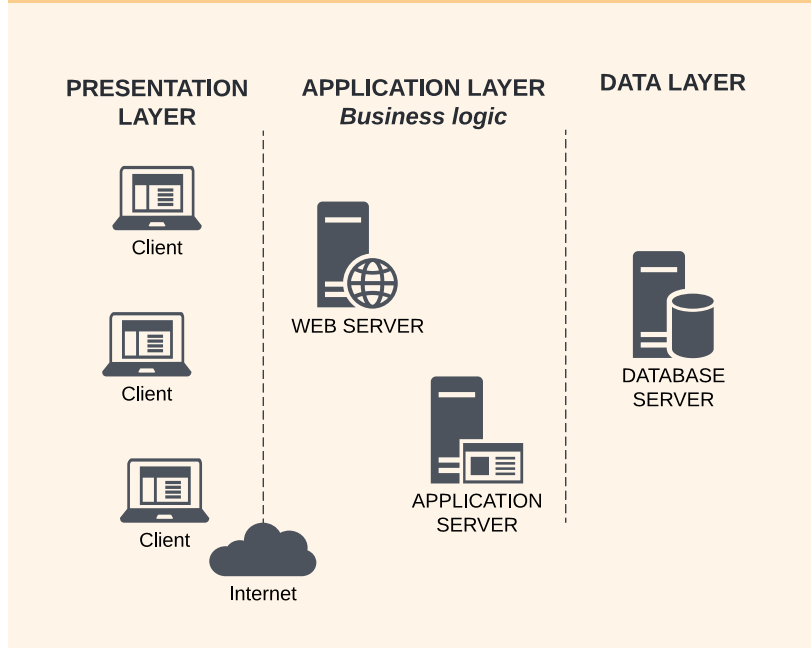 PRESENTATION
LAYER
APPLICATION LAYER
Business logic
DATA LAYER
Client
WEB SERVER
Client
DATABASE
SERVER
APPLICATION
SERVER
Client
Internet